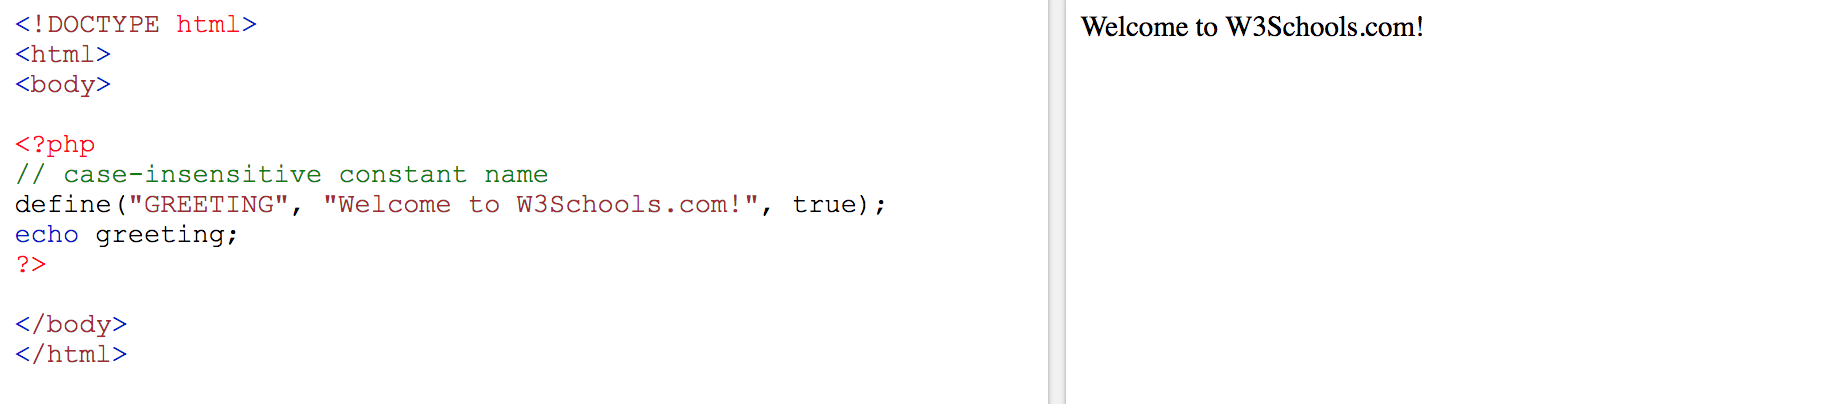 <!DOCTYPE html>
<html>
<body>
<?php
// case-insensitive constant name
define("GREETING", "Welcome to W3Schools.com!", true);
echo greeting;
?>
</body>
</html>
Welcome to W3Schools.com!